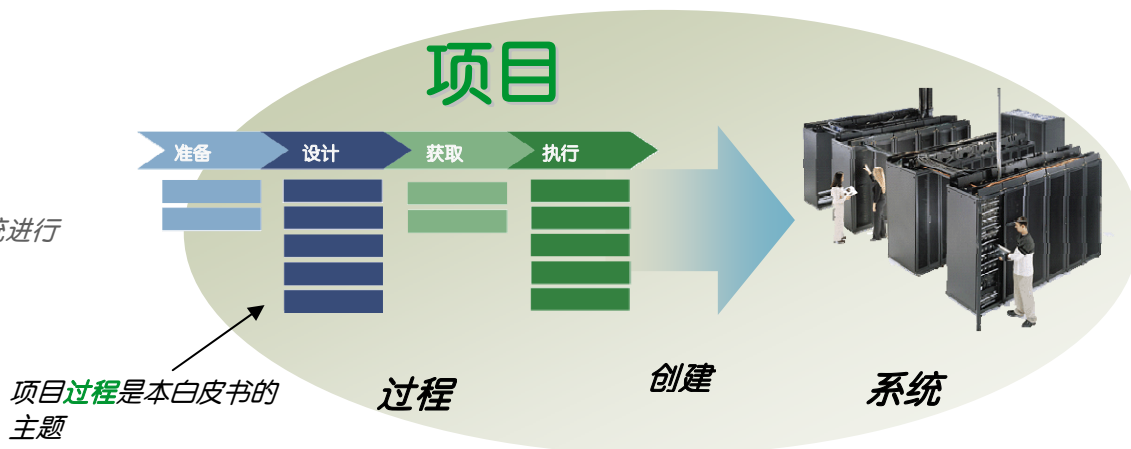 项目
准备
设计
获取
执行
进行
项目过程是本白皮书的
主题
过程
创建
系统